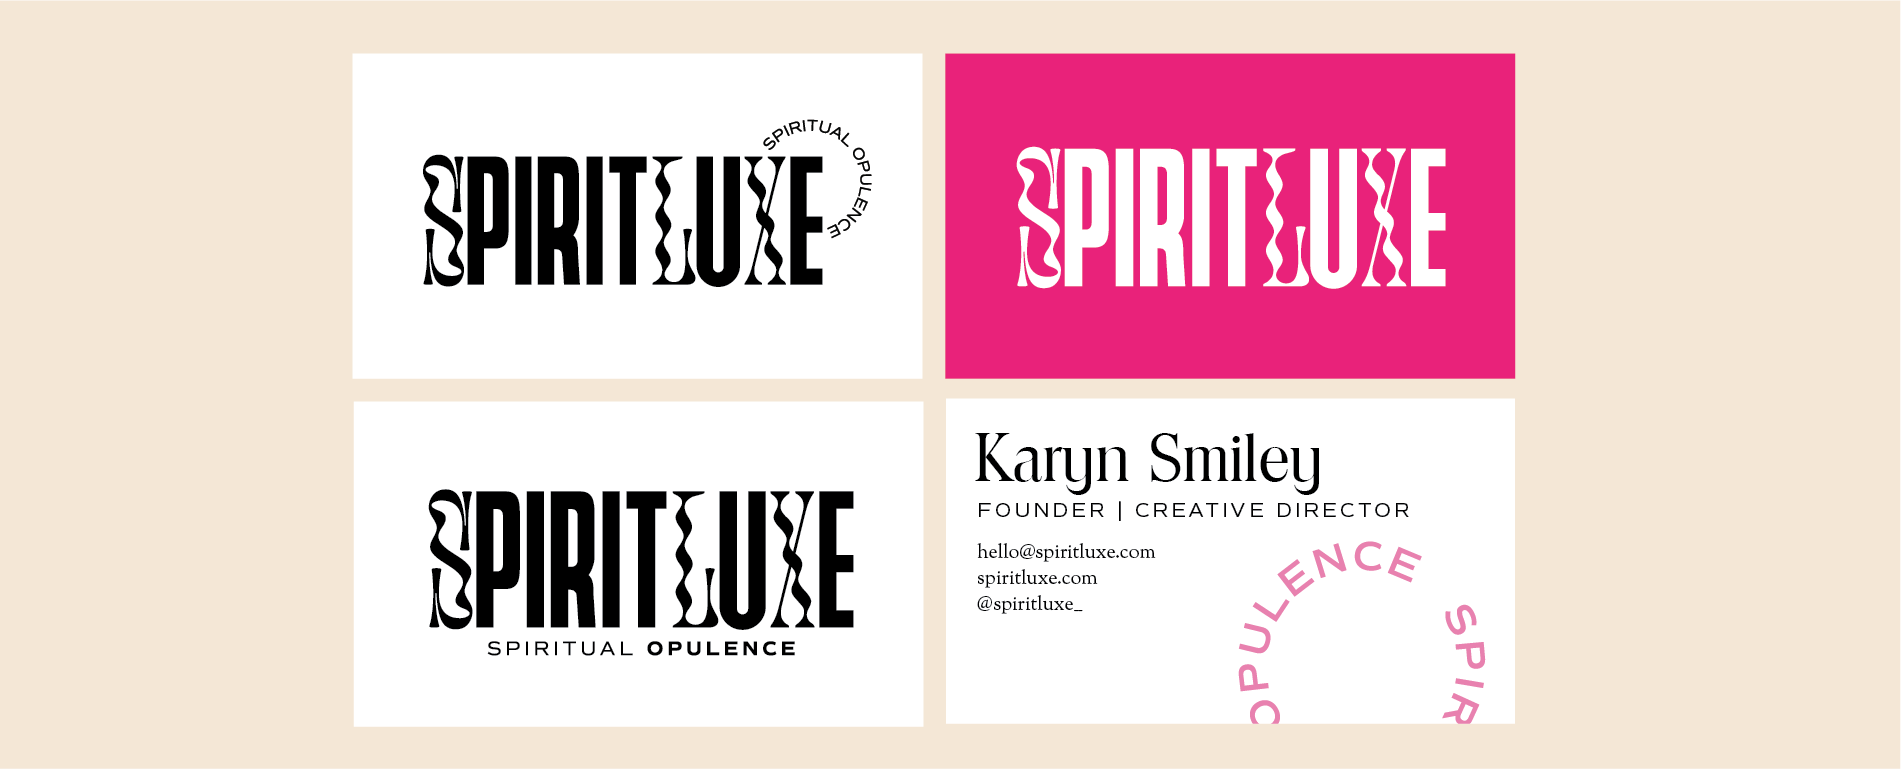 SPIRITLUXE
SPIRITUAL OPULENCE
SPIRITLUXE
SPIRITLUXE
SPIRITUAL OPULENCE
Karyn Smiley
FOUNDER | CREATIVE DIRECTOR
hello@spiritluxe.com
spiritluxe.com
@spiritluxe_
OPULENCE SPIR